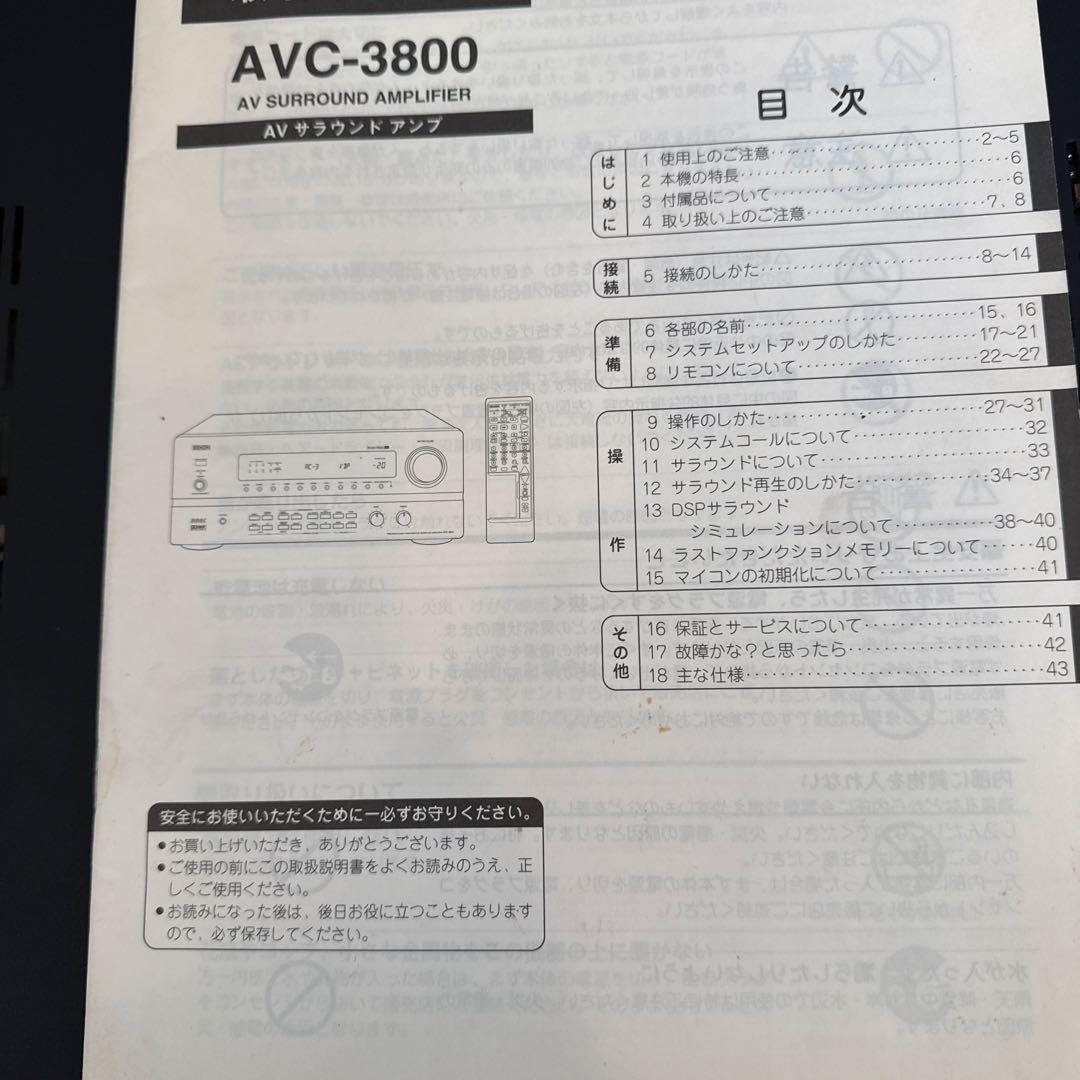 AVC-3800
AV SURROUND AMPLIFIER
AV サラウンド アンプ
目 次
はじめに
1 使用上のご注意‥‥‥‥‥‥‥‥‥‥‥2〜5
2 本機の特長‥‥‥‥‥‥‥‥‥‥‥‥‥‥6
3 付属品について‥‥‥‥‥‥‥‥‥‥‥‥6
4 取り扱い上のご注意‥‥‥‥‥‥‥‥‥7、8
接続
5 接続のしかた‥‥‥‥‥‥‥‥‥‥‥8〜14
準備
6 各部の名前‥‥‥‥‥‥‥‥‥‥‥15、16
7 システムセットアップのしかた‥‥‥17〜21
8 リモコンについて‥‥‥‥‥‥‥‥‥22〜27
操作
9 操作のしかた‥‥‥‥‥‥‥‥‥‥‥27〜31
10 システムコールについて‥‥‥‥‥‥‥‥32
11 サラウンドについて‥‥‥‥‥‥‥‥‥‥33
12 サラウンド再生のしかた‥‥‥‥‥‥34〜37
13 DSPサラウンド
シミュレーションについて‥‥‥‥‥38〜40
14 ラストファンクションメモリーについて‥‥40
15 マイコンの初期化について‥‥‥‥‥‥‥41
その他
16 保証とサービスについて‥‥‥‥‥‥‥‥41
17 故障かな？と思ったら‥‥‥‥‥‥‥‥‥42
18 主な仕様‥‥‥‥‥‥‥‥‥‥‥‥‥‥43
安全にお使いいただくために―必ずお守りください。
●お買い上げいただき、ありがとうございます。
●ご使用の前にこの取扱説明書をよくお読みのうえ、正
しくご使用ください。
●お読みになった後は、後日お役に立つこともあります
ので、必ず保存してください。